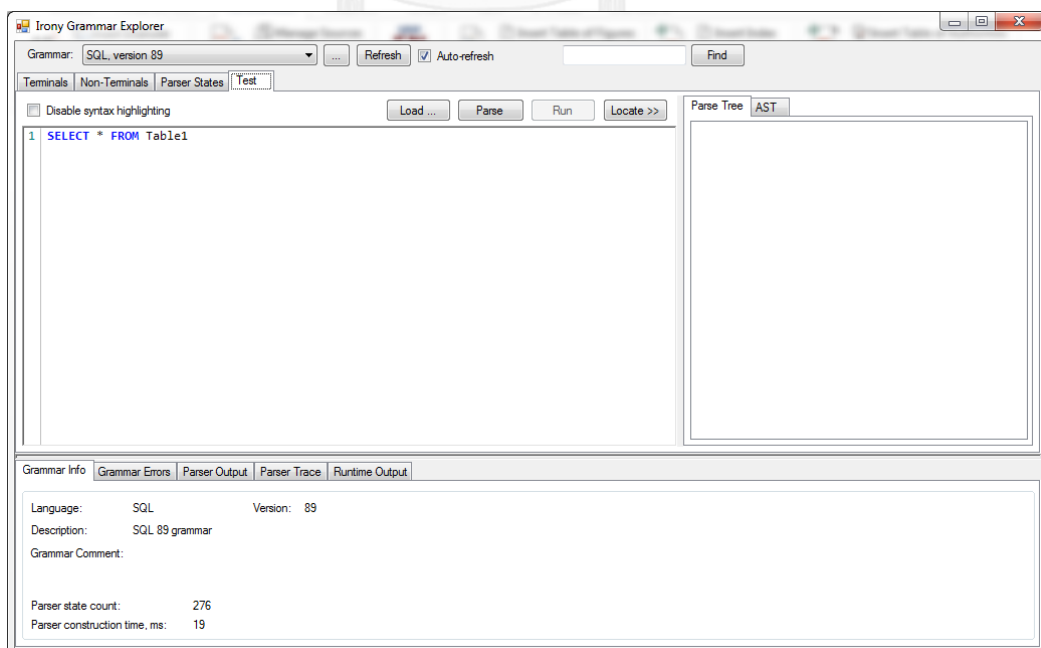 Irony Grammar Explorer
Grammar: SQL, version 89 ... Refresh Auto-refresh Find
Terminals Non-Terminals Parser States Test
Disable syntax highlighting Load ... Parse Run Locate >> Parse Tree AST
1 SELECT * FROM Table1
Grammar Info Grammar Errors Parser Output Parser Trace Runtime Output
Language: SQL Version: 89
Description: SQL 89 grammar
Grammar Comment:
Parser state count: 276
Parser construction time, ms: 19